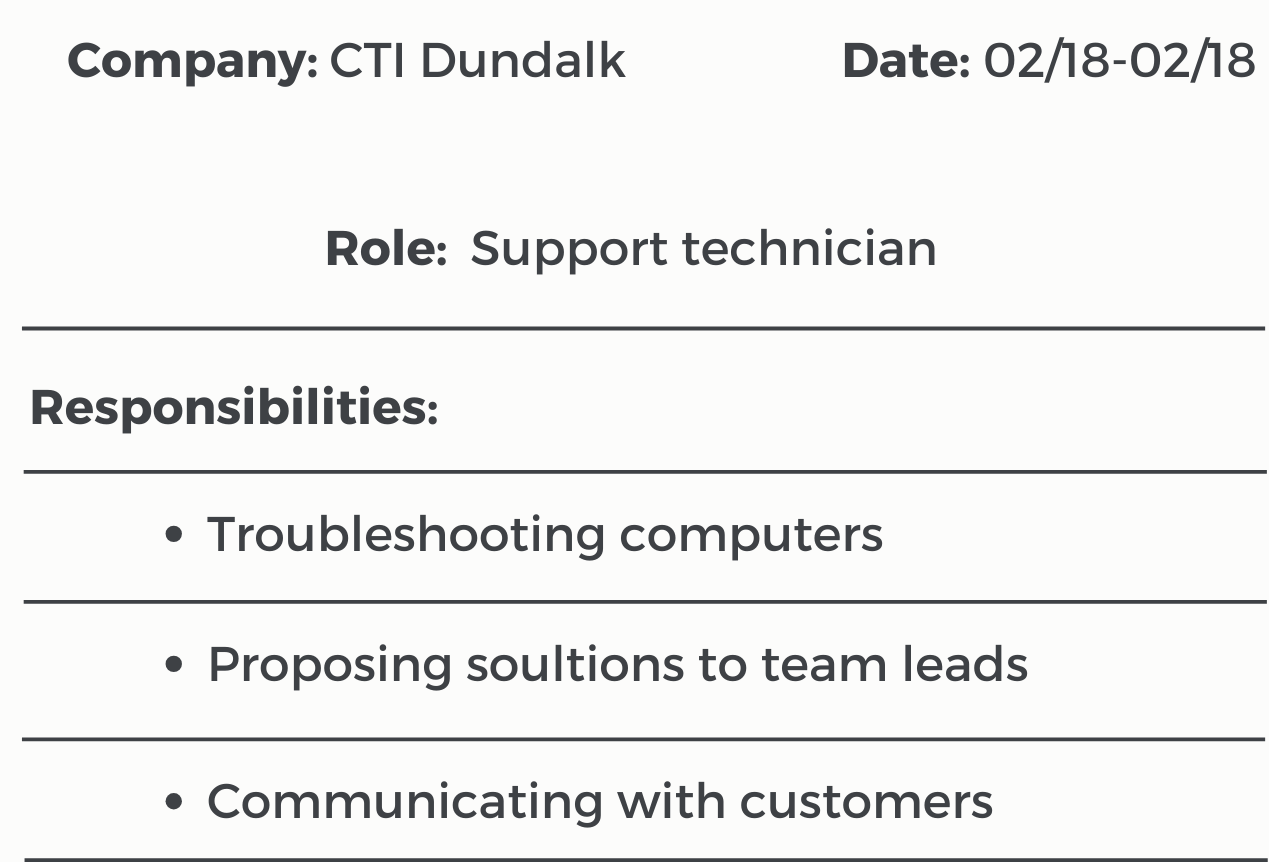 Company: CTI Dundalk Date: 02/18-02/18
Role: Support technician
Responsibilities:
• Troubleshooting computers
• Proposing soultions to team leads
• Communicating with customers